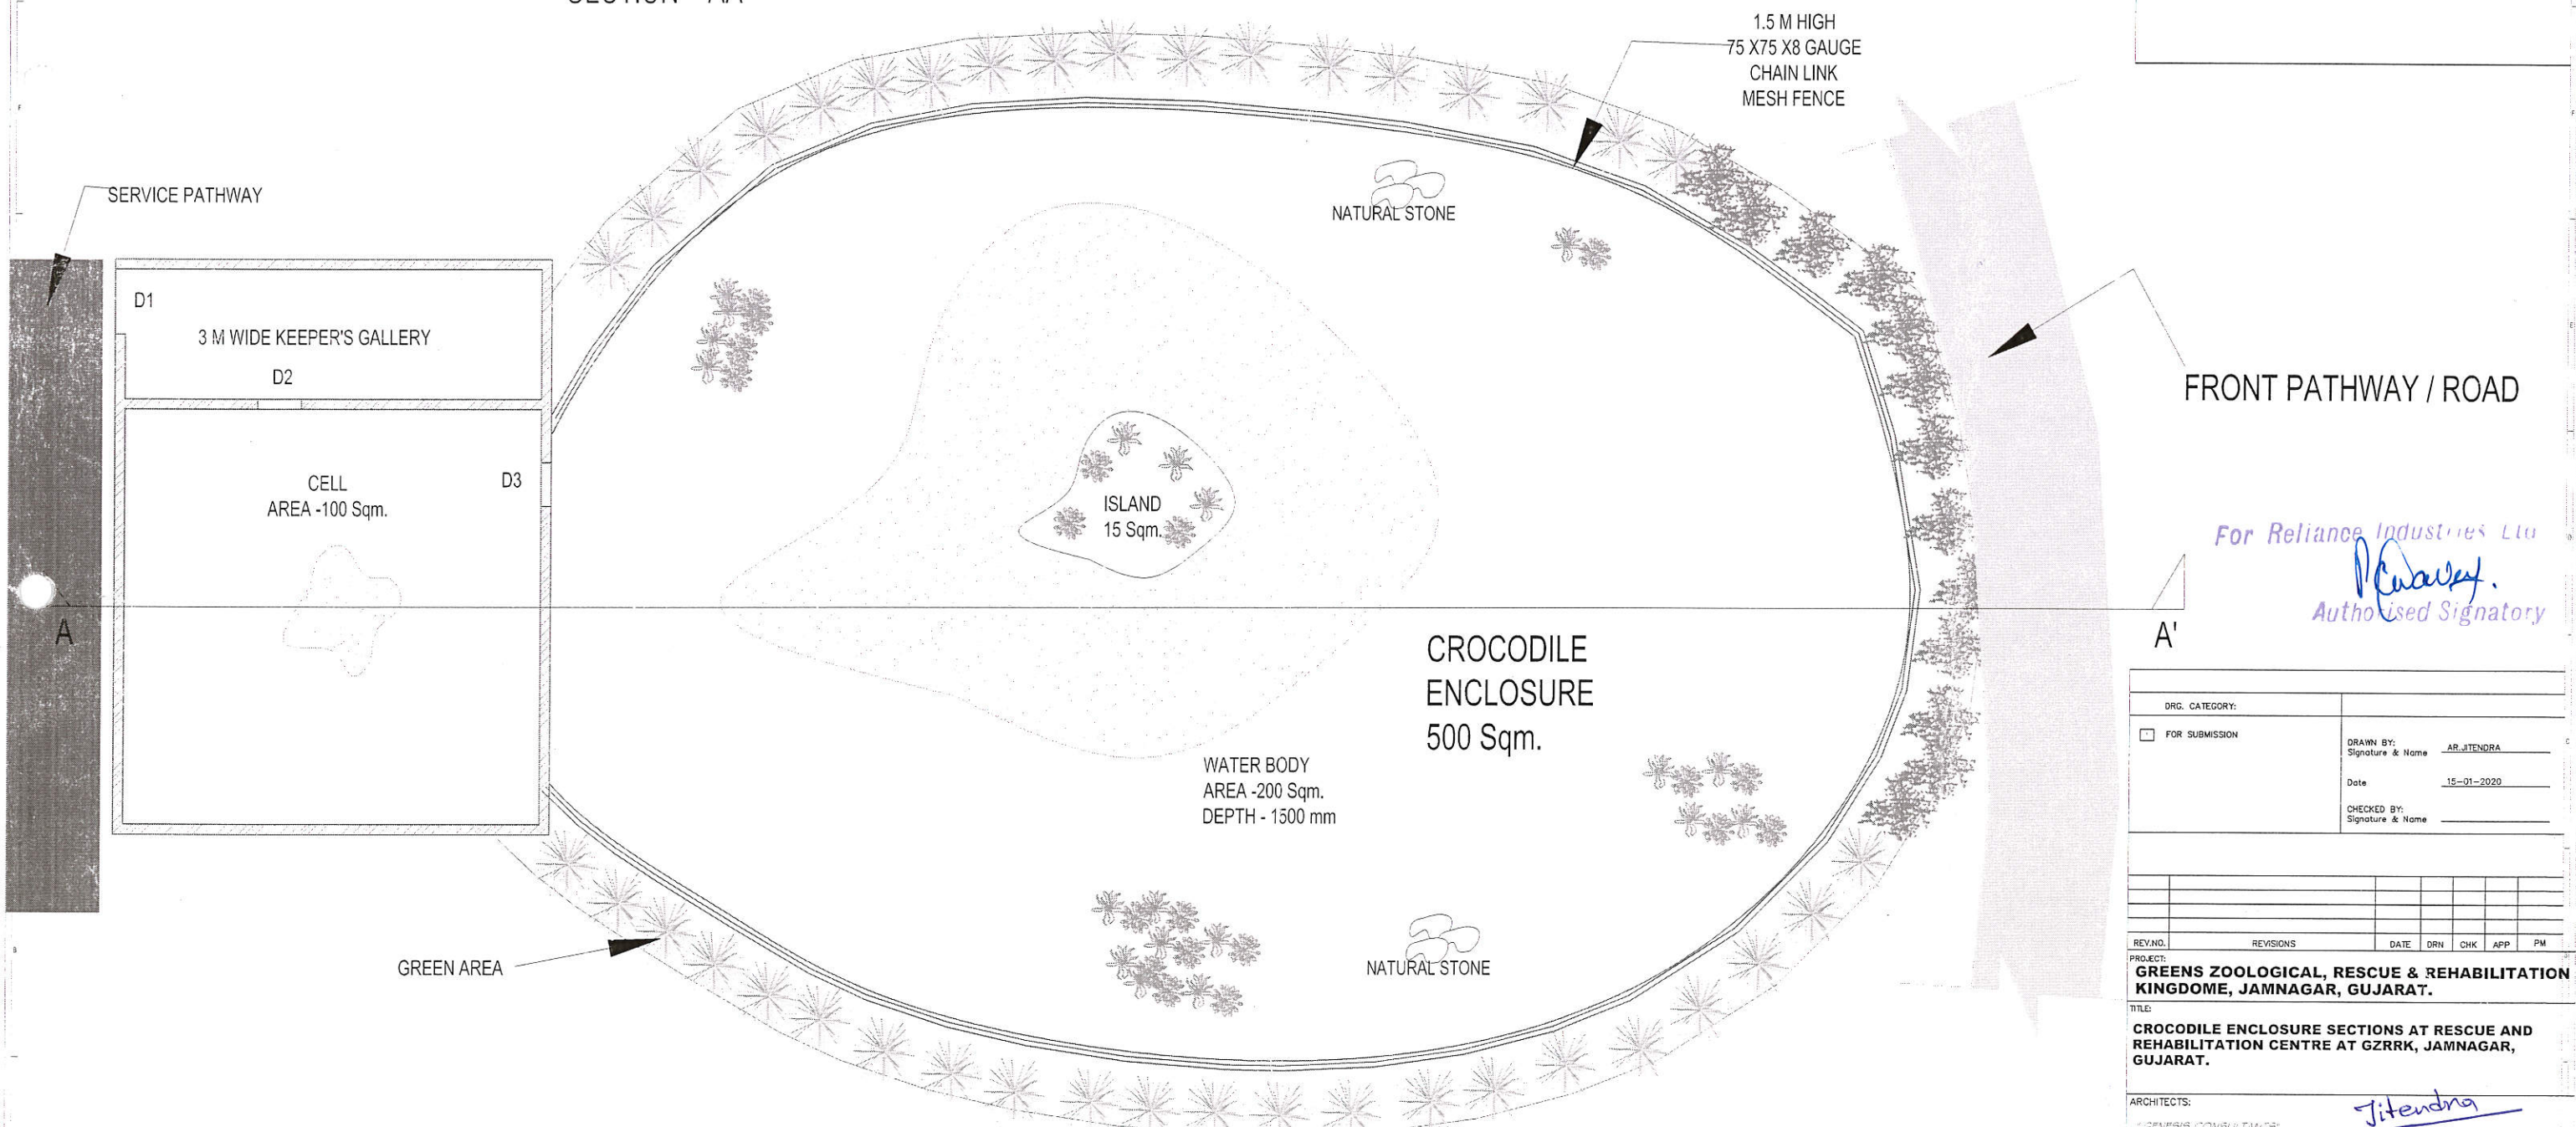 SECTION - AA'
1.5 M HIGH
75 X75 X8 GAUGE
CHAIN LINK
MESH FENCE
SERVICE PATHWAY
NATURAL STONE
D1
3 M WIDE KEEPER'S GALLERY
D2
FRONT PATHWAY / ROAD
CELL
AREA -100 Sqm.
D3
ISLAND
15 Sqm.
For Reliance Industries Ltd
Authorised Signatory
A
A'
CROCODILE
ENCLOSURE
500 Sqm.
WATER BODY
AREA -200 Sqm.
DEPTH - 1500 mm
NATURAL STONE
GREEN AREA
DRG. CATEGORY:
FOR SUBMISSION
DRAWN BY:
Signature & Name AR.JITENDRA
Date 15-01-2020
CHECKED BY:
Signature & Name
REV.NO. REVISIONS DATE DRN CHK APP PM
PROJECT:
GREENS ZOOLOGICAL, RESCUE & REHABILITATION
KINGDOME, JAMNAGAR, GUJARAT.
TITLE:
CROCODILE ENCLOSURE SECTIONS AT RESCUE AND
REHABILITATION CENTRE AT GZRRK, JAMNAGAR,
GUJARAT.
ARCHITECTS:
Jitendra